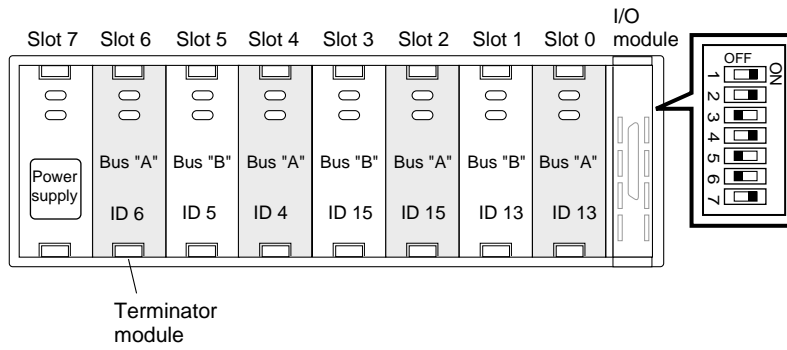 Slot 7 Slot 6 Slot 5 Slot 4 Slot 3 Slot 2 Slot 1 Slot 0 I/O module
OFF
ON
1
2
3
4
5
6
7
Power supply
Bus "A" Bus "B" Bus "A" Bus "B" Bus "A" Bus "B" Bus "A"
ID 6 ID 5 ID 4 ID 15 ID 15 ID 13 ID 13
Terminator
module